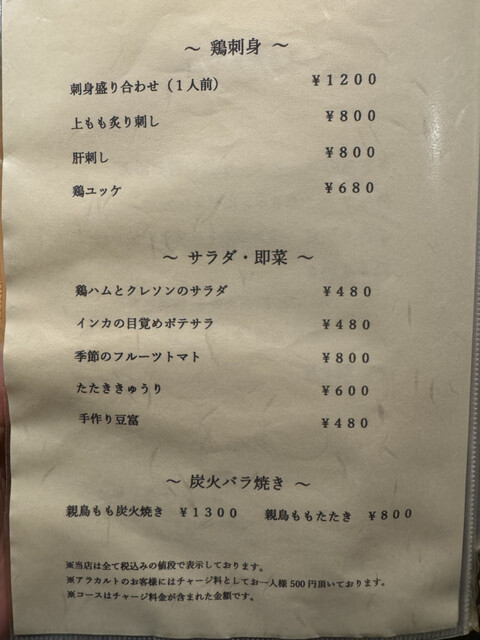 ～ 鶏刺身 ～
刺身盛り合わせ（１人前） ￥１２００
上もも炙り刺し ￥８００
肝刺し ￥８００
鶏ユッケ ￥６８０
～ サラダ・即菜 ～
鶏ハムとクレソンのサラダ ￥４８０
インカの目覚めポテサラ ￥４８０
季節のフルーツトマト ￥８００
たたききゅうり ￥６００
手作り豆富 ￥４８０
～ 炭火バラ焼き ～
親鳥もも炭火焼き ￥１３００ 親鳥ももたたき ￥８００
※当店は全て税込みの値段で表示しております。
※アラカルトのお客様にはチャージ料としてお一人様 500 円頂いております。
※コースはチャージ料金が含まれた金額です。